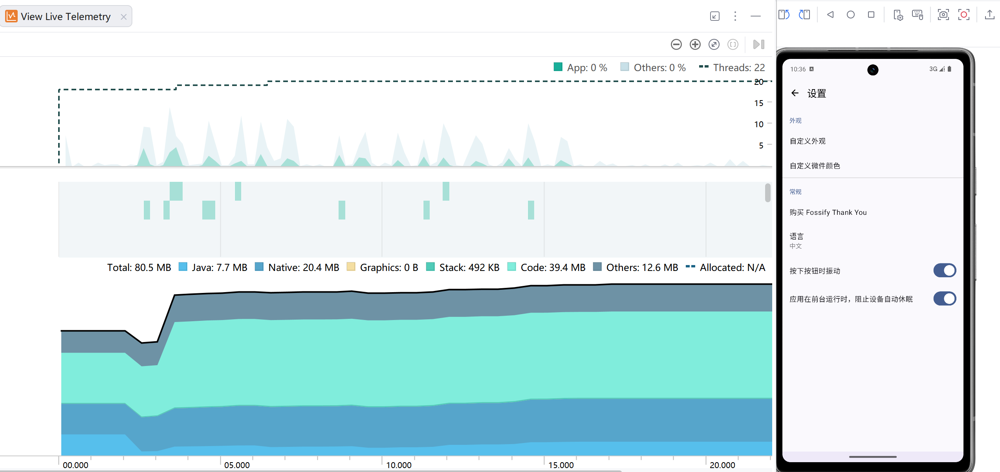 View Live Telemetry
App: 0 % Others: 0 % Threads: 22
20
15
10
5
Total: 80.5 MB Java: 7.7 MB Native: 20.4 MB Graphics: 0 B Stack: 492 KB Code: 39.4 MB Others: 12.6 MB Allocated: N/A
00.000 05.000 10.000 15.000 20.000
10:36 A 3G
设置
外观
自定义外观
自定义微件颜色
常规
购买 Fossify Thank You
语言
中文
按下按钮时振动
应用在前台运行时，阻止设备自动休眠